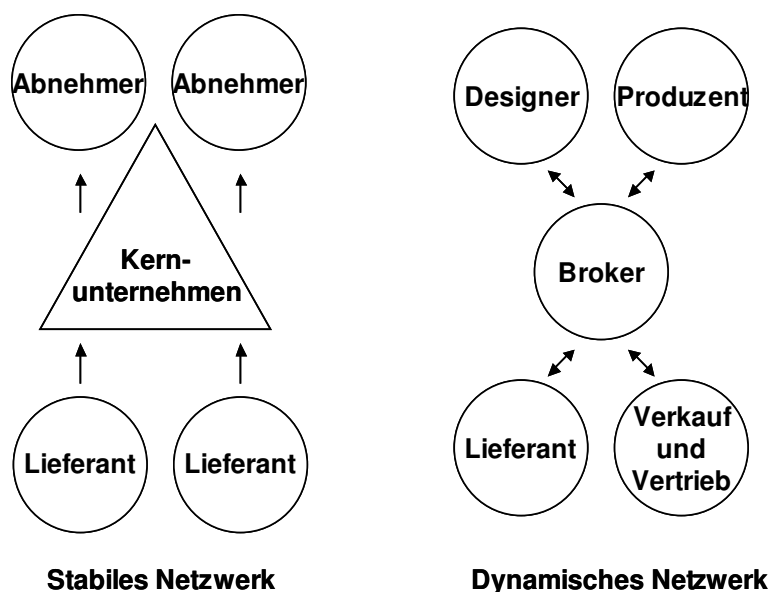 Abnehmer
Abnehmer
Kern-
unternehmen
Lieferant
Lieferant
Stabiles Netzwerk
Designer
Produzent
Broker
Lieferant
Verkauf
und
Vertrieb
Dynamisches Netzwerk